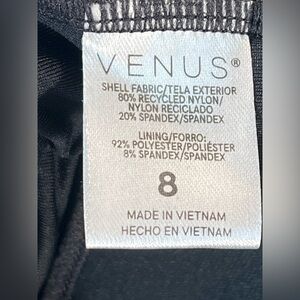 VENUS®
SHELL FABRIC/TELA EXTERIOR
80% RECYCLED NYLON/
NYLON RECICLADO
20% SPANDEX/SPANDEX
LINING/FORRO:
92% POLYESTER/POLIÉSTER
8% SPANDEX/SPANDEX
8
MADE IN VIETNAM
HECHO EN VIETNAM